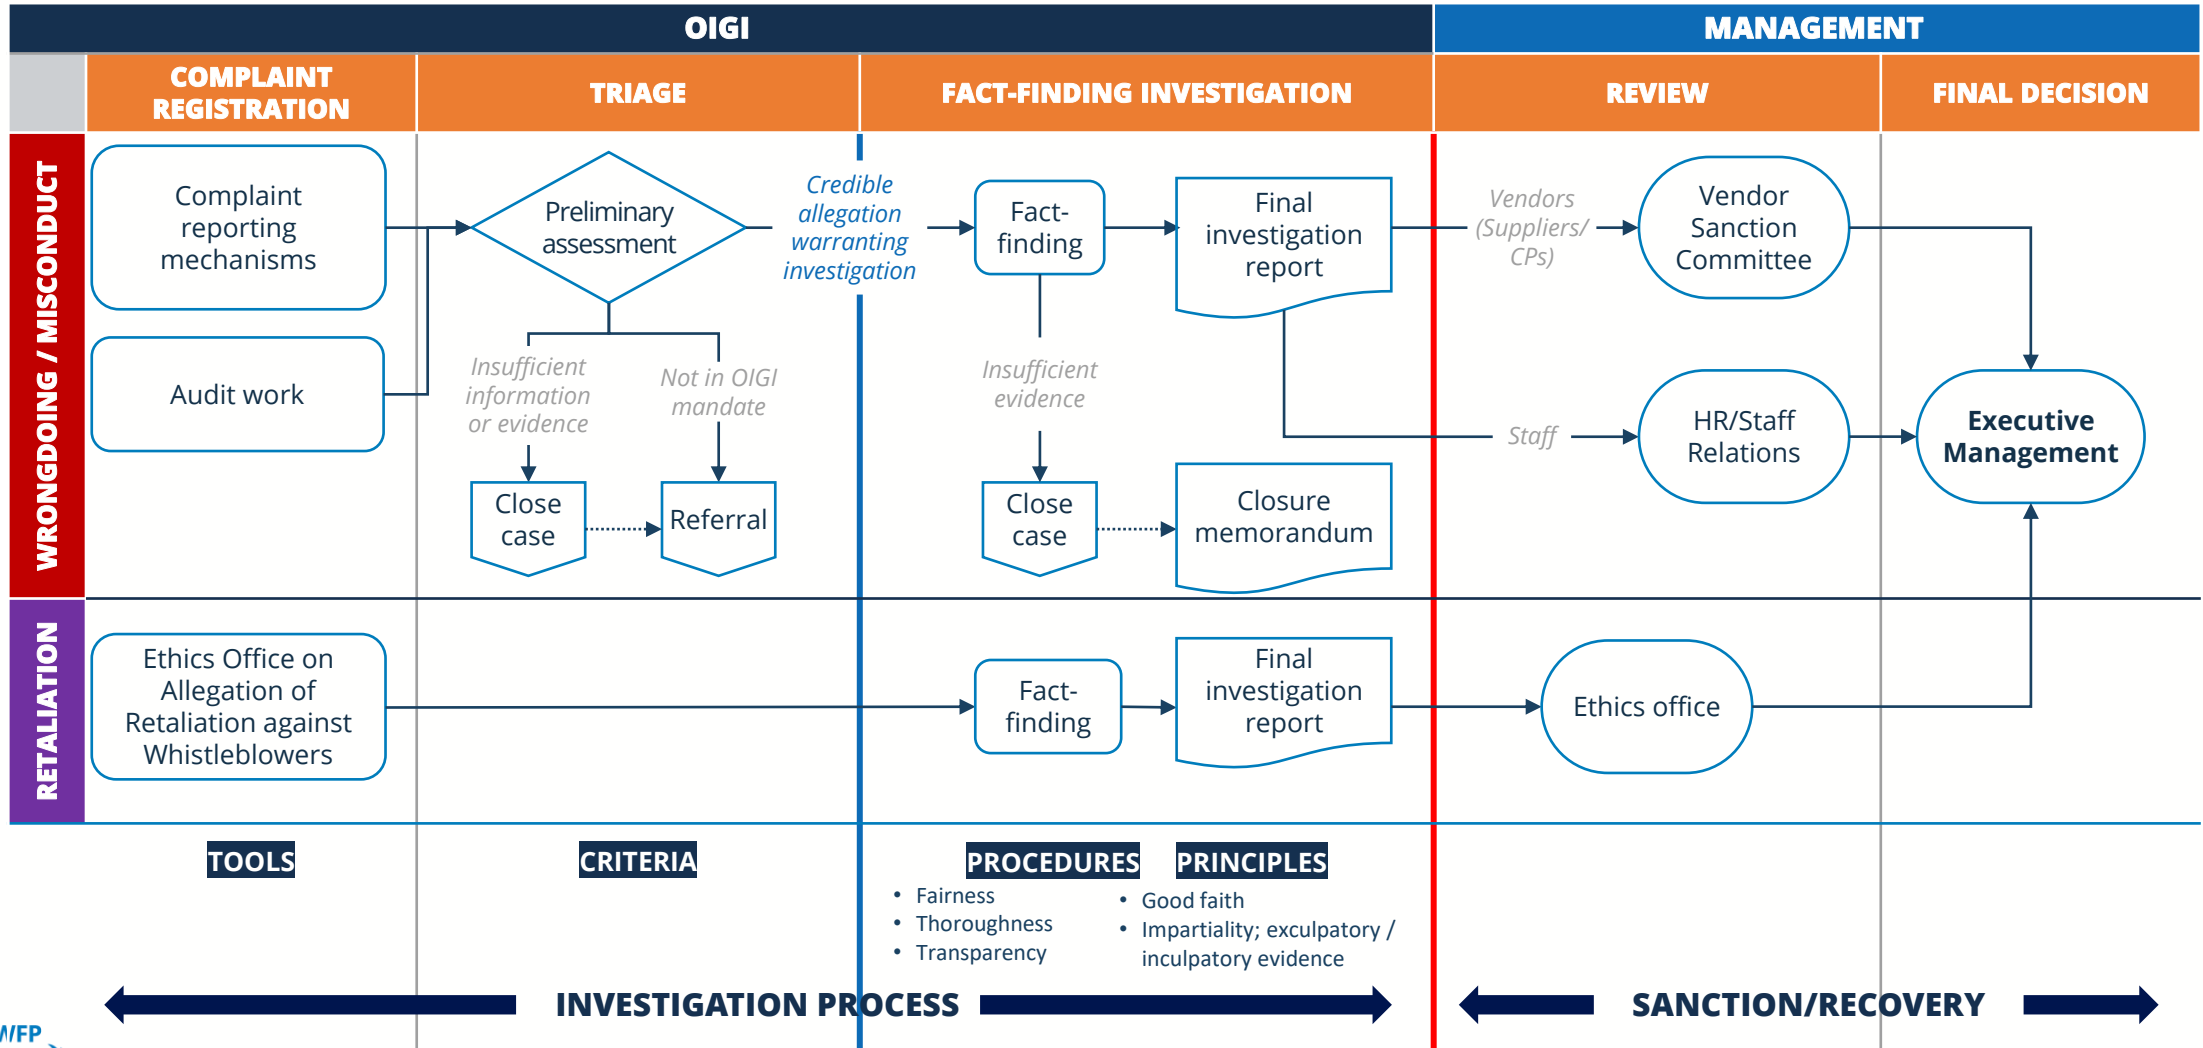 OIGI
MANAGEMENT
COMPLAINT
REGISTRATION
TRIAGE
FACT-FINDING INVESTIGATION
REVIEW
FINAL DECISION
WRONGDOING / MISCONDUCT
Complaint
reporting
mechanisms
Audit work
Preliminary
assessment
Credible
allegation
warranting
investigation
Insufficient
information
or evidence
Not in OIGI
mandate
Close
case
Referral
Fact-
finding
Final
investigation
report
Insufficient
evidence
Close
case
Closure
memorandum
Vendors
(Suppliers/
CPs)
Vendor
Sanction
Committee
Staff
HR/Staff
Relations
Executive
Management
RETALIATION
Ethics Office on
Allegation of
Retaliation against
Whistleblowers
Fact-
finding
Final
investigation
report
Ethics office
TOOLS
CRITERIA
PROCEDURES
• Fairness
• Thoroughness
• Transparency
PRINCIPLES
• Good faith
• Impartiality; exculpatory /
inculpatory evidence
INVESTIGATION PROCESS
SANCTION/RECOVERY
WFP